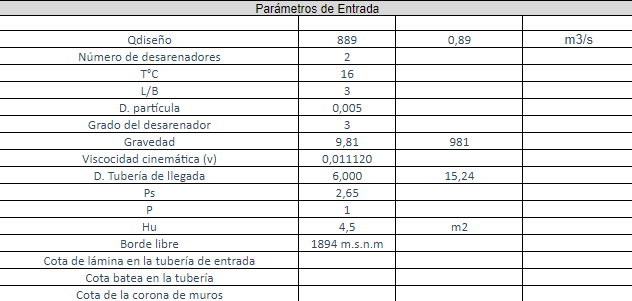 Parámetros de Entrada
Qdiseño 889 0,89 m3/s
Número de desarenadores 2
T°C 16
L/B 3
D. partícula 0,005
Grado del desarenador 3
Gravedad 9,81 981
Viscocidad cinemática (v) 0,011120
D. Tubería de llegada 6,000 15,24
Ps 2,65
P 1
Hu 4,5 m2
Borde libre 1894 m.s.n.m
Cota de lámina en la tubería de entrada
Cota batea en la tubería
Cota de la corona de muros